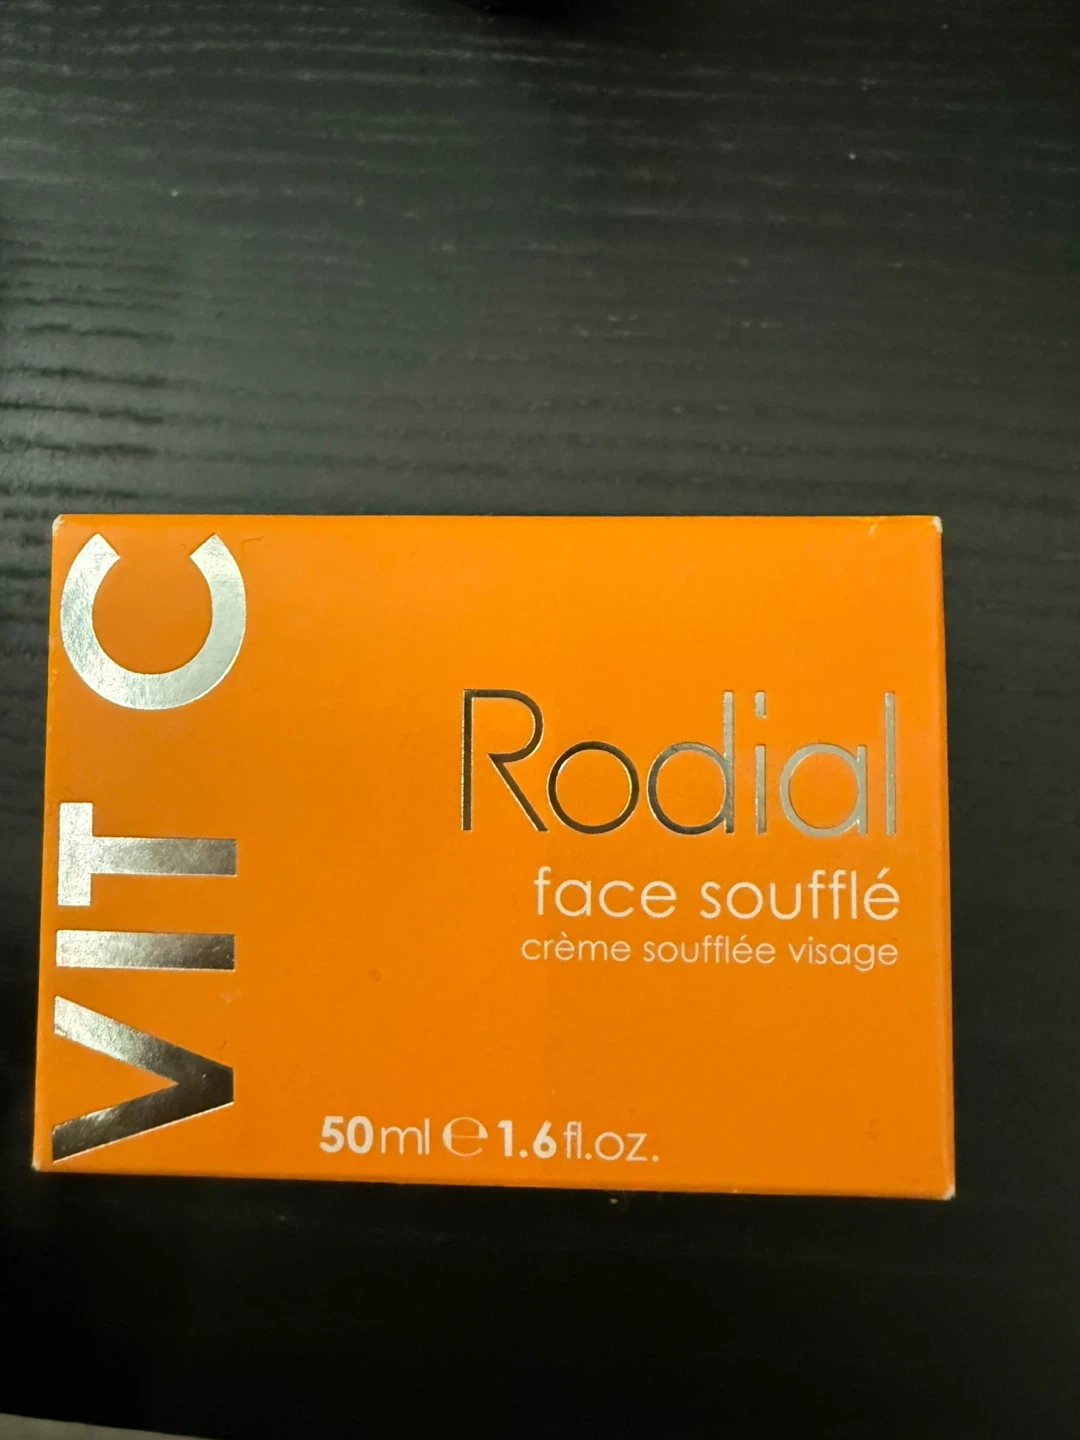 VIT C
Rodial
face soufflé
crème soufflée visage
50ml ℮ 1.6 fl.oz.